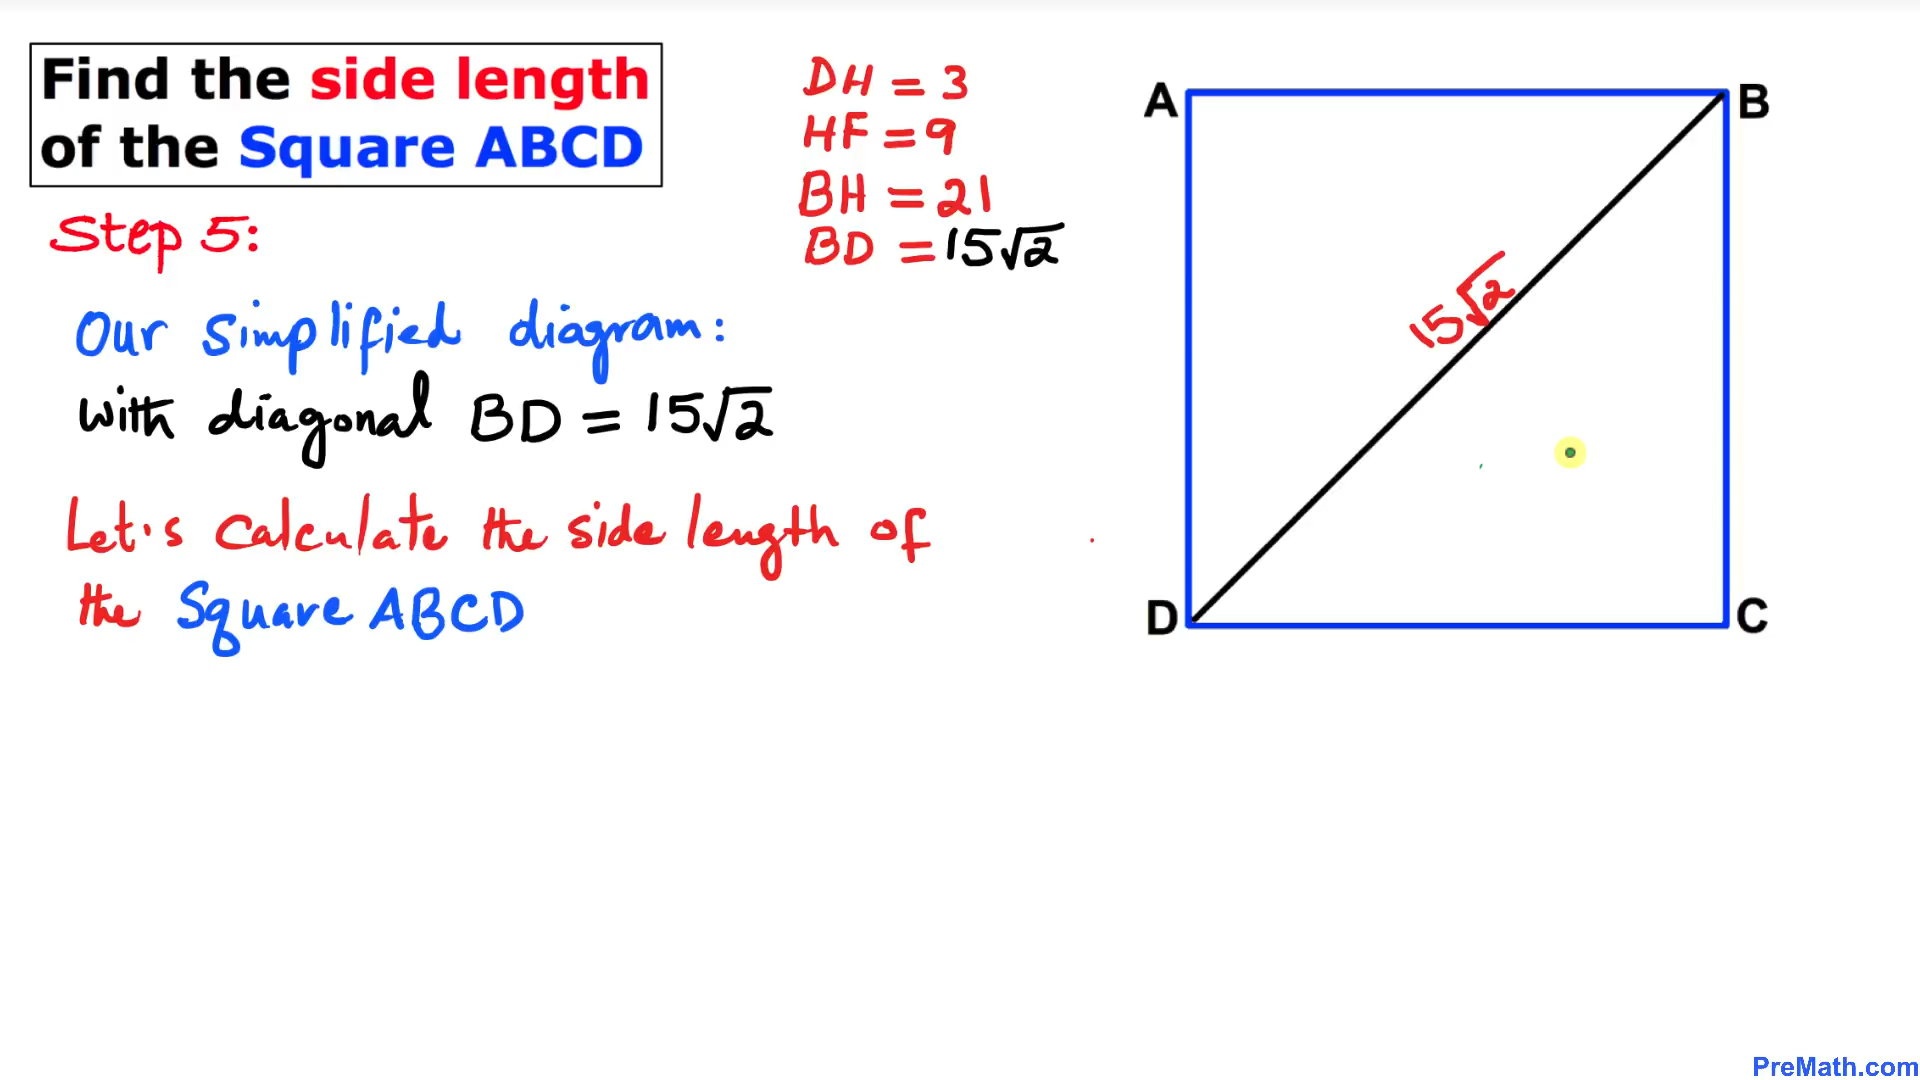 Find the side length
of the Square ABCD
DH = 3
HF = 9
BH = 21
BD = 15√2
Step 5:
Our simplified diagram:
with diagonal BD = 15√2
Let's calculate the side length of
the Square ABCD
A
B
15√2
D
C
PreMath.com